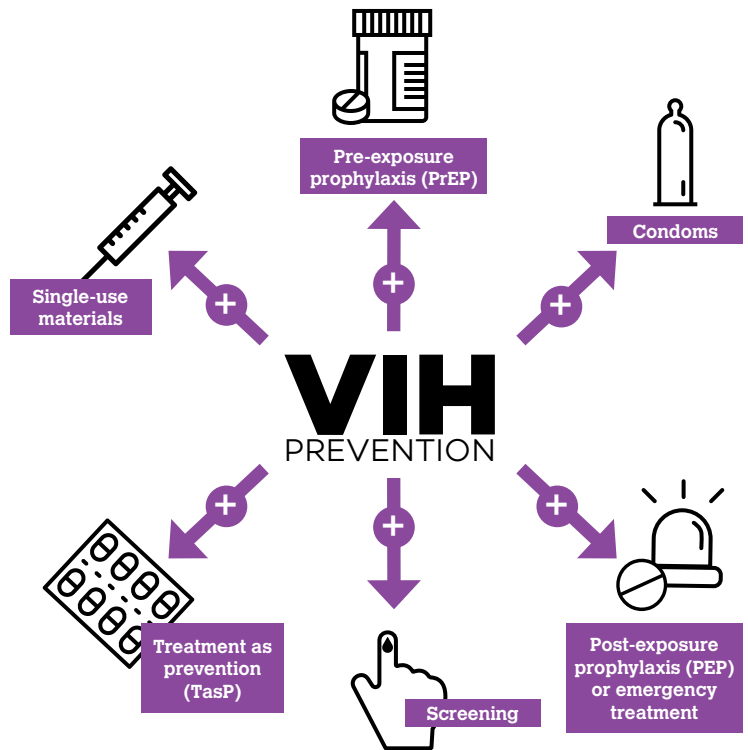 Pre-exposure
prophylaxis (PrEP)
Condoms
Single-use
materials
VIH
PREVENTION
Treatment as
prevention
(TasP)
Screening
Post-exposure
prophylaxis (PEP)
or emergency
treatment